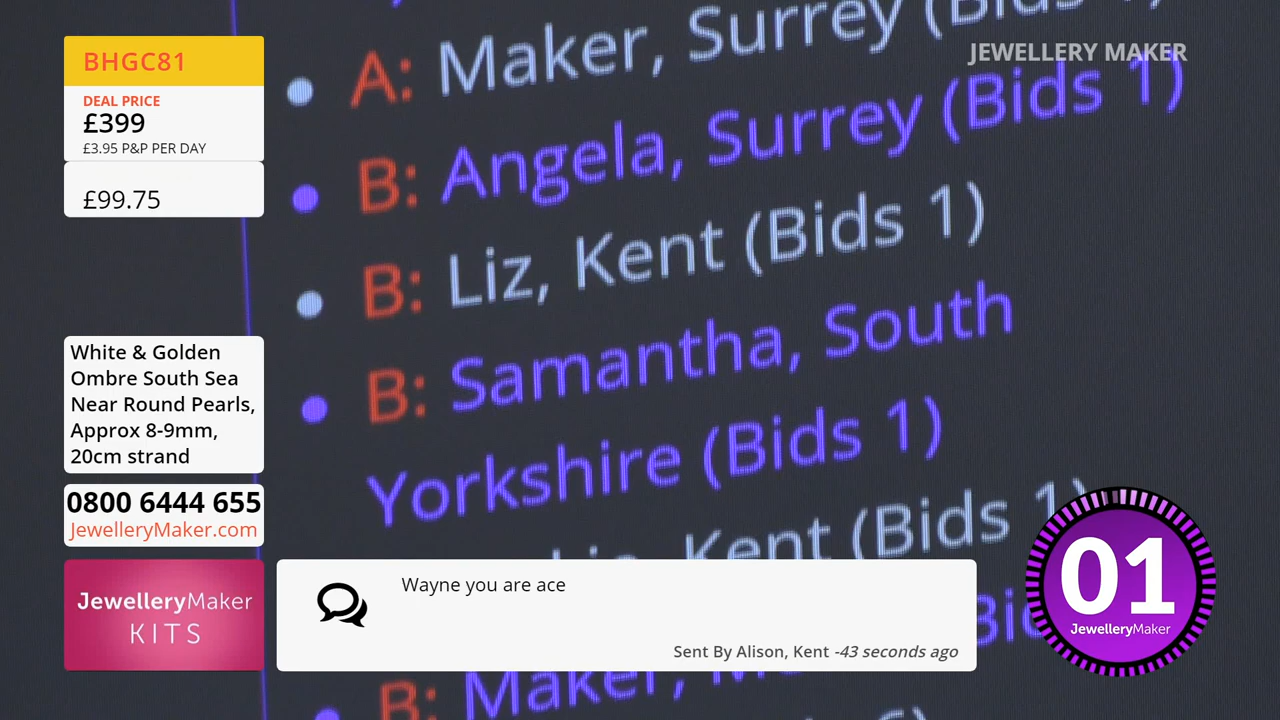 BHGC81
DEAL PRICE
£399
£3.95 P&P PER DAY
£99.75
White & Golden
Ombre South Sea
Near Round Pearls,
Approx 8-9mm,
20cm strand
0800 6444 655
JewelleryMaker.com
JewelleryMaker
KITS
JEWELLERY MAKER
A: Maker, Surrey (Bids 1)
B: Angela, Surrey (Bids 1)
B: Liz, Kent (Bids 1)
B: Samantha, South
Yorkshire (Bids 1)
Kent (Bids 1)
B: Maker,
Wayne you are ace
Sent By Alison, Kent -43 seconds ago
01
JewelleryMaker